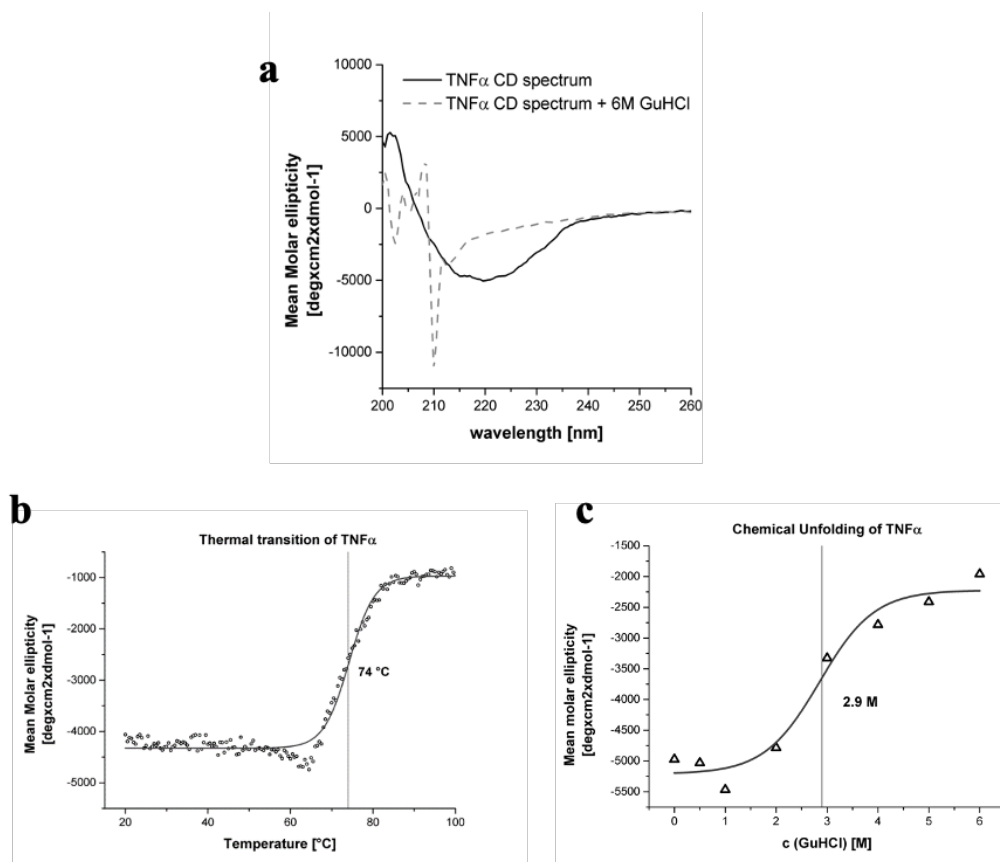 a
TNFα CD spectrum
TNFα CD spectrum + 6M GuHCl
Mean Molar ellipticity
[degxcm2xdmol-1]
10000
5000
0
-5000
-10000
200
210
220
230
240
250
260
wavelength [nm]
b
Thermal transition of TNFα
Mean Molar ellipticity
[degxcm2xdmol-1]
-1000
-2000
-3000
-4000
-5000
74 °C
20
40
60
80
100
Temperature [°C]
c
Chemical Unfolding of TNFα
Mean molar ellipticity
[degxcm2xdmol-1]
-1500
-2000
-2500
-3000
-3500
-4000
-4500
-5000
-5500
2.9 M
0
1
2
3
4
5
6
c (GuHCl) [M]